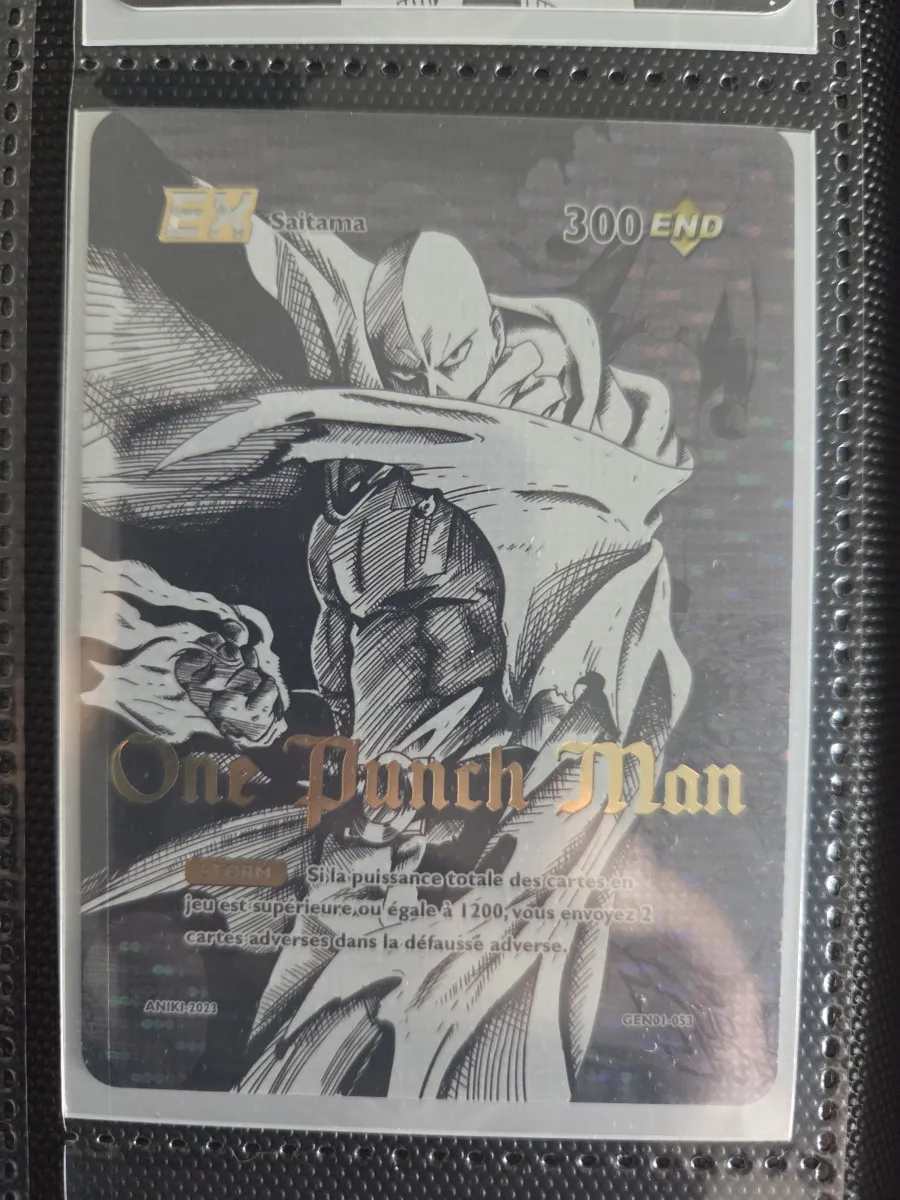 EX Saitama 300 END
One Punch Man
STORM Si la puissance totale des cartes en
jeu est supérieure ou égale à 1200, vous envoyez 2
cartes adverses dans la défausse adverse.
ANIKI-2023 GEN01-053